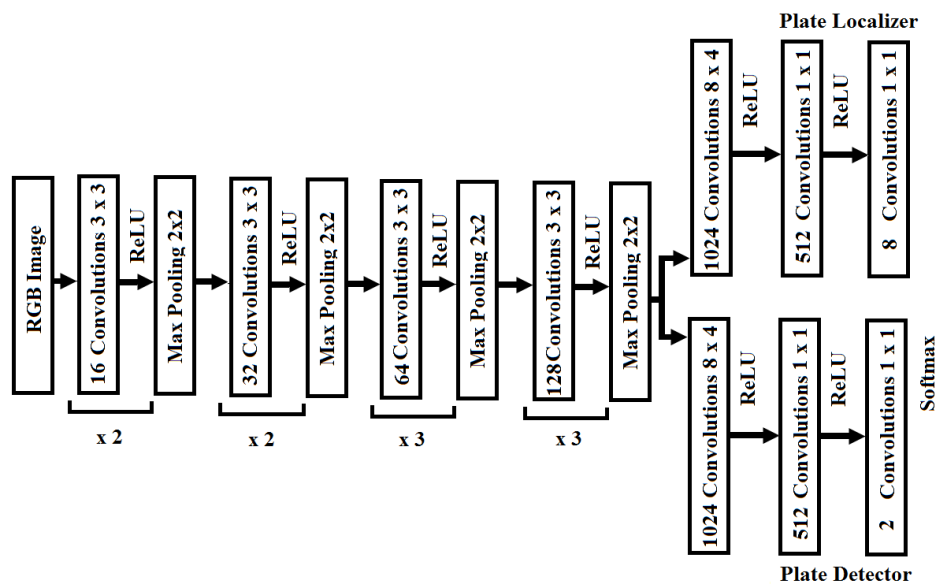 Plate Localizer
RGB Image
16 Convolutions 3 x 3
ReLU
Max Pooling 2x2
x 2
32 Convolutions 3 x 3
ReLU
Max Pooling 2x2
x 2
64 Convolutions 3 x 3
ReLU
Max Pooling 2x2
x 3
128Convolutions 3 x 3
ReLU
Max Pooling 2x2
x 3
1024 Convolutions 8 x 4
ReLU
512 Convolutions 1 x 1
ReLU
8 Convolutions 1 x 1
1024 Convolutions 8 x 4
ReLU
512 Convolutions 1 x 1
ReLU
2 Convolutions 1 x 1
Softmax
Plate Detector